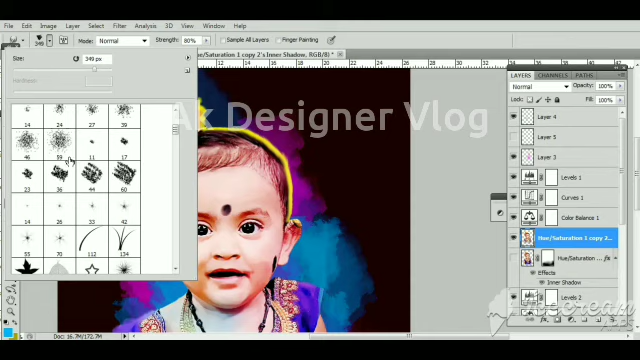 File Edit Image Layer Select Filter Analysis 3D View Window Help
349 Mode: Normal Strength: 80% Sample All Layers Finger Painting
Size: 349 px
Hardness:
14 24 27 39
46 59 11 17
23 36 44 60
14 26 33 42
55 70 112 134
Hue/Saturation 1 copy 2's Inner Shadow, RGB/8) *
Ak Designer Vlog
LAYERS CHANNELS PATHS
Normal Opacity: 100%
Lock: Fill: 100%
Layer 4
Layer 5
Layer 3
Levels 1
Curves 1
Color Balance 1
Hue/Saturation 1 copy 2...
Hue/Saturation ... fx
Effects
Inner Shadow
Levels 2
Doc: 16.7M/172.7M